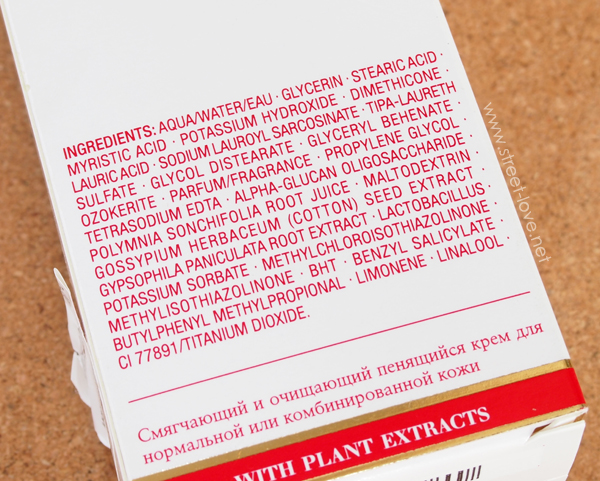 INGREDIENTS: AQUA/WATER/EAU · GLYCERIN · STEARIC ACID ·
MYRISTIC ACID · POTASSIUM HYDROXIDE · DIMETHICONE ·
LAURIC ACID · SODIUM LAUROYL SARCOSINATE · TIPA-LAURETH
SULFATE · GLYCOL DISTEARATE · GLYCERYL BEHENATE ·
OZOKERITE · PARFUM/FRAGRANCE · PROPYLENE GLYCOL ·
TETRASODIUM EDTA · ALPHA-GLUCAN OLIGOSACCHARIDE ·
POLYMNIA SONCHIFOLIA ROOT JUICE · MALTODEXTRIN ·
GOSSYPIUM HERBACEUM (COTTON) SEED EXTRACT ·
GYPSOPHILA PANICULATA ROOT EXTRACT · LACTOBACILLUS ·
POTASSIUM SORBATE · METHYLCHLOROISOTHIAZOLINONE ·
METHYLISOTHIAZOLINONE · BHT · BENZYL SALICYLATE ·
BUTYLPHENYL METHYLPROPIONAL · LIMONENE · LINALOOL ·
CI 77891/TITANIUM DIOXIDE.
Смягчающий и очищающий пенящийся крем для
нормальной или комбинированной кожи
WITH PLANT EXTRACTS
www.street-love.net